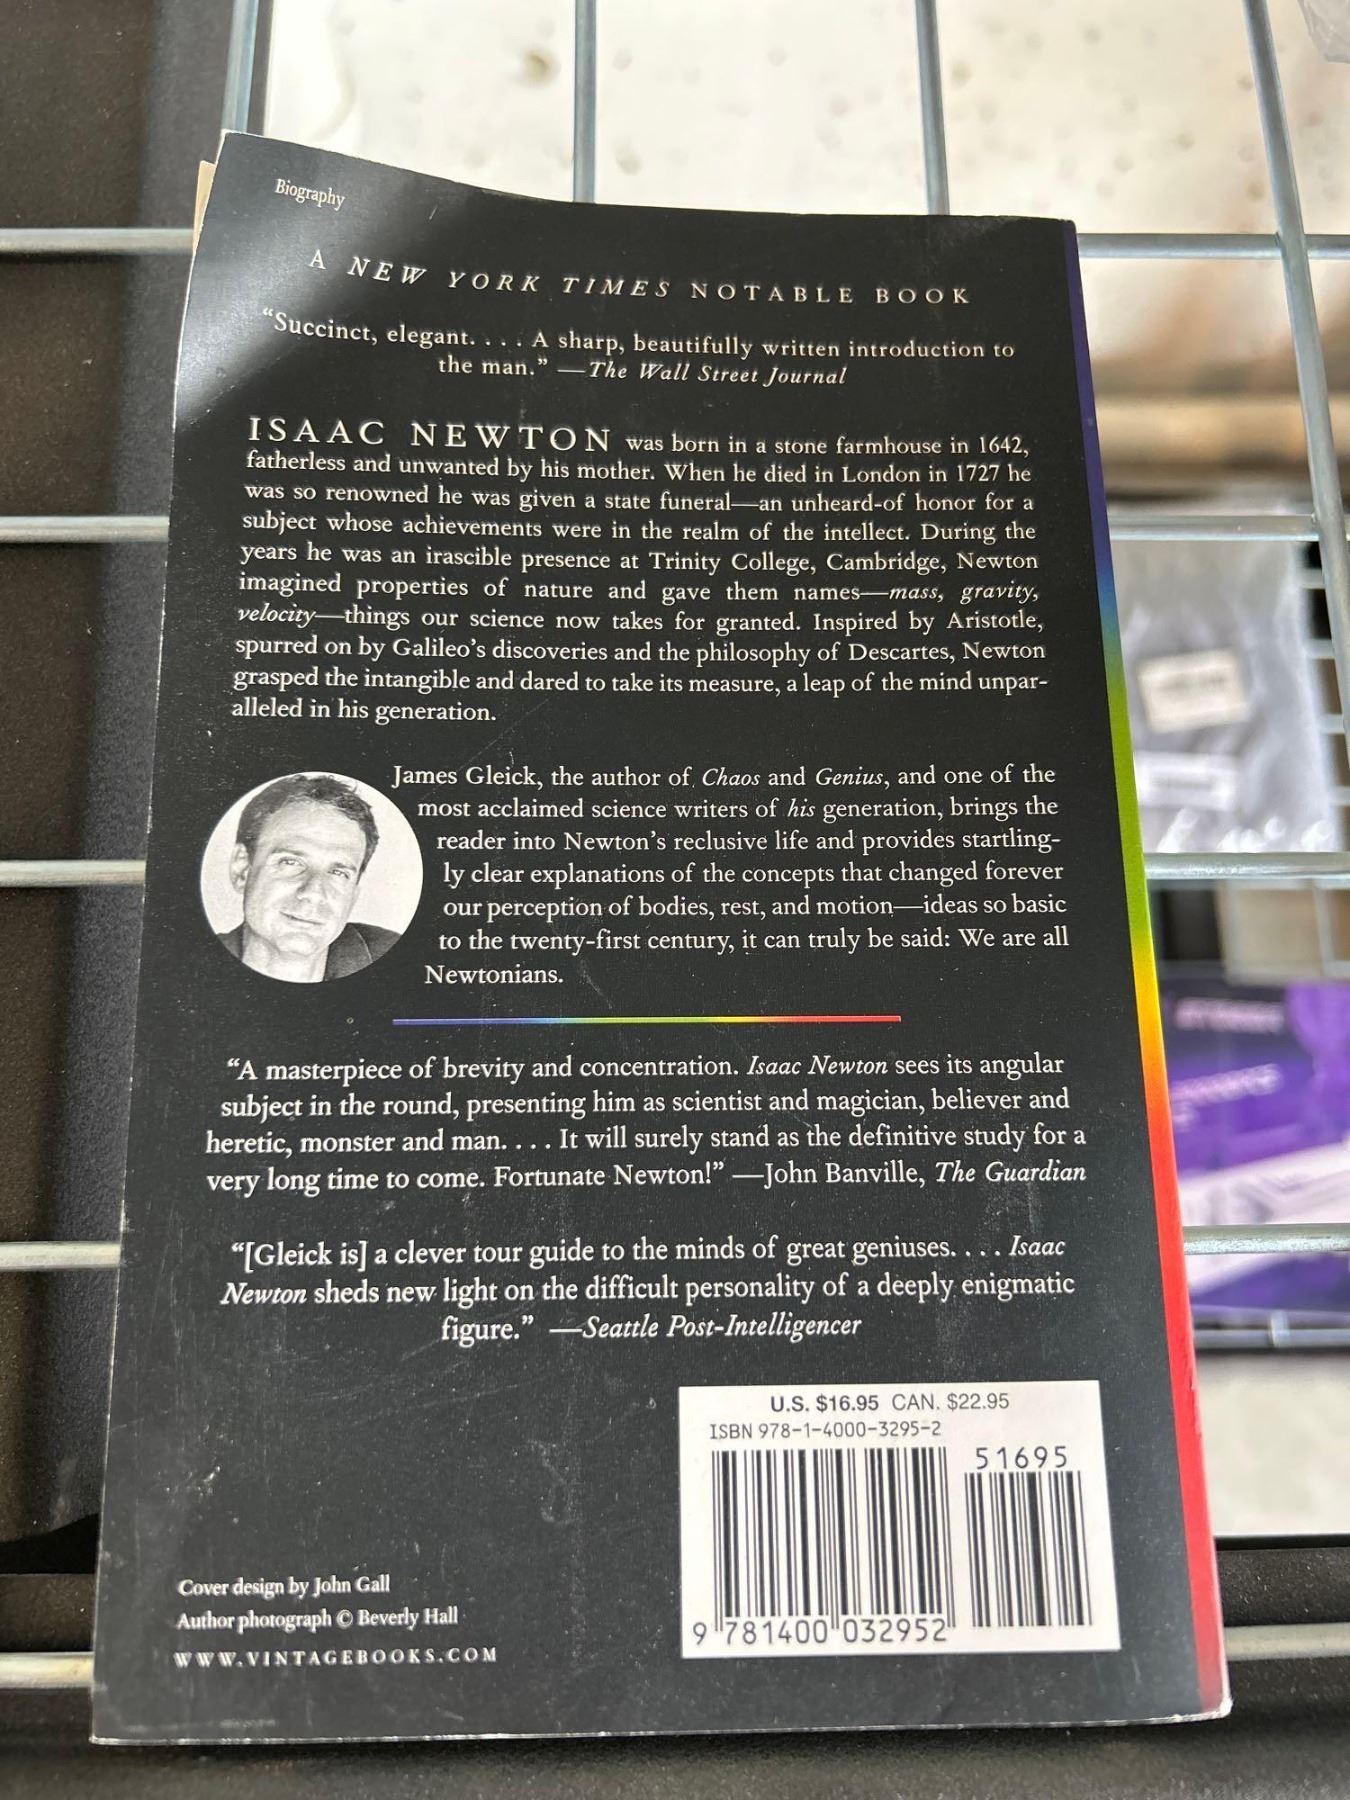 Biography
A NEW YORK TIMES NOTABLE BOOK
“Succinct, elegant. . . . A sharp, beautifully written introduction to
the man.” —The Wall Street Journal
ISAAC NEWTON was born in a stone farmhouse in 1642,
fatherless and unwanted by his mother. When he died in London in 1727 he
was so renowned he was given a state funeral—an unheard-of honor for a
subject whose achievements were in the realm of the intellect. During the
years he was an irascible presence at Trinity College, Cambridge, Newton
imagined properties of nature and gave them names—mass, gravity,
velocity—things our science now takes for granted. Inspired by Aristotle,
spurred on by Galileo’s discoveries and the philosophy of Descartes, Newton
grasped the intangible and dared to take its measure, a leap of the mind unpar-
alleled in his generation.
James Gleick, the author of Chaos and Genius, and one of the
most acclaimed science writers of his generation, brings the
reader into Newton’s reclusive life and provides startling-
ly clear explanations of the concepts that changed forever
our perception of bodies, rest, and motion—ideas so basic
to the twenty-first century, it can truly be said: We are all
Newtonians.
“A masterpiece of brevity and concentration. Isaac Newton sees its angular
subject in the round, presenting him as scientist and magician, believer and
heretic, monster and man. . . . It will surely stand as the definitive study for a
very long time to come. Fortunate Newton!” —John Banville, The Guardian
“[Gleick is] a clever tour guide to the minds of great geniuses. . . . Isaac
Newton sheds new light on the difficult personality of a deeply enigmatic
figure.” —Seattle Post-Intelligencer
U.S. $16.95 CAN. $22.95
ISBN 978-1-4000-3295-2
51695
9 781400 032952
Cover design by John Gall
Author photograph © Beverly Hall
WWW.VINTAGEBOOKS.COM